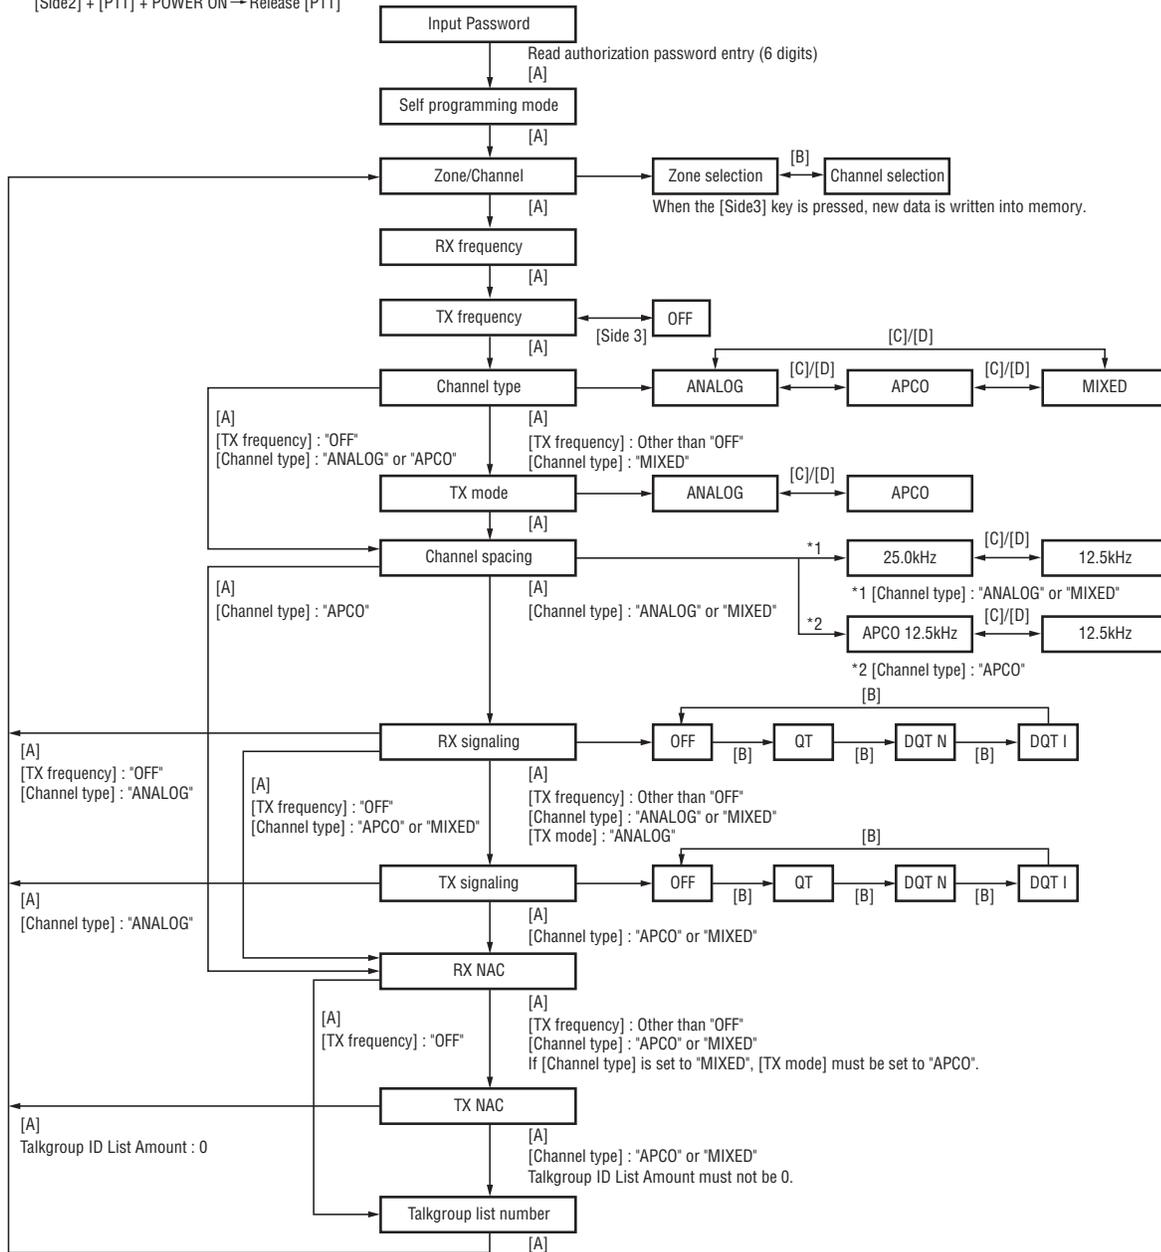 [Side2] + [PTT] + POWER ON → Release [PTT]
Input Password
Read authorization password entry (6 digits)
[A]
Self programming mode
[A]
Zone/Channel
Zone selection
[B]
Channel selection
[A]
When the [Side3] key is pressed, new data is written into memory.
RX frequency
[A]
TX frequency
[Side 3]
OFF
[A]
[C]/[D]
Channel type
ANALOG
[C]/[D]
APCO
[C]/[D]
MIXED
[A]
[TX frequency] : "OFF"
[Channel type] : "ANALOG" or "APCO"
[A]
[TX frequency] : Other than "OFF"
[Channel type] : "MIXED"
TX mode
ANALOG
[C]/[D]
APCO
[A]
Channel spacing
*1
25.0kHz
[C]/[D]
12.5kHz
*1 [Channel type] : "ANALOG" or "MIXED"
[A]
[Channel type] : "APCO"
[A]
[Channel type] : "ANALOG" or "MIXED"
*2
APCO 12.5kHz
[C]/[D]
12.5kHz
*2 [Channel type] : "APCO"
[B]
RX signaling
OFF
[B]
QT
[B]
DQT N
[B]
DQT I
[A]
[TX frequency] : "OFF"
[Channel type] : "ANALOG"
[A]
[TX frequency] : "OFF"
[Channel type] : "APCO" or "MIXED"
[A]
[TX frequency] : Other than "OFF"
[Channel type] : "ANALOG" or "MIXED"
[TX mode] : "ANALOG"
[B]
TX signaling
OFF
[B]
QT
[B]
DQT N
[B]
DQT I
[A]
[Channel type] : "ANALOG"
[A]
[Channel type] : "APCO" or "MIXED"
RX NAC
[A]
[TX frequency] : "OFF"
[A]
[TX frequency] : Other than "OFF"
[Channel type] : "APCO" or "MIXED"
If [Channel type] is set to "MIXED", [TX mode] must be set to "APCO".
TX NAC
[A]
Talkgroup ID List Amount : 0
[A]
[Channel type] : "APCO" or "MIXED"
Talkgroup ID List Amount must not be 0.
Talkgroup list number
[A]